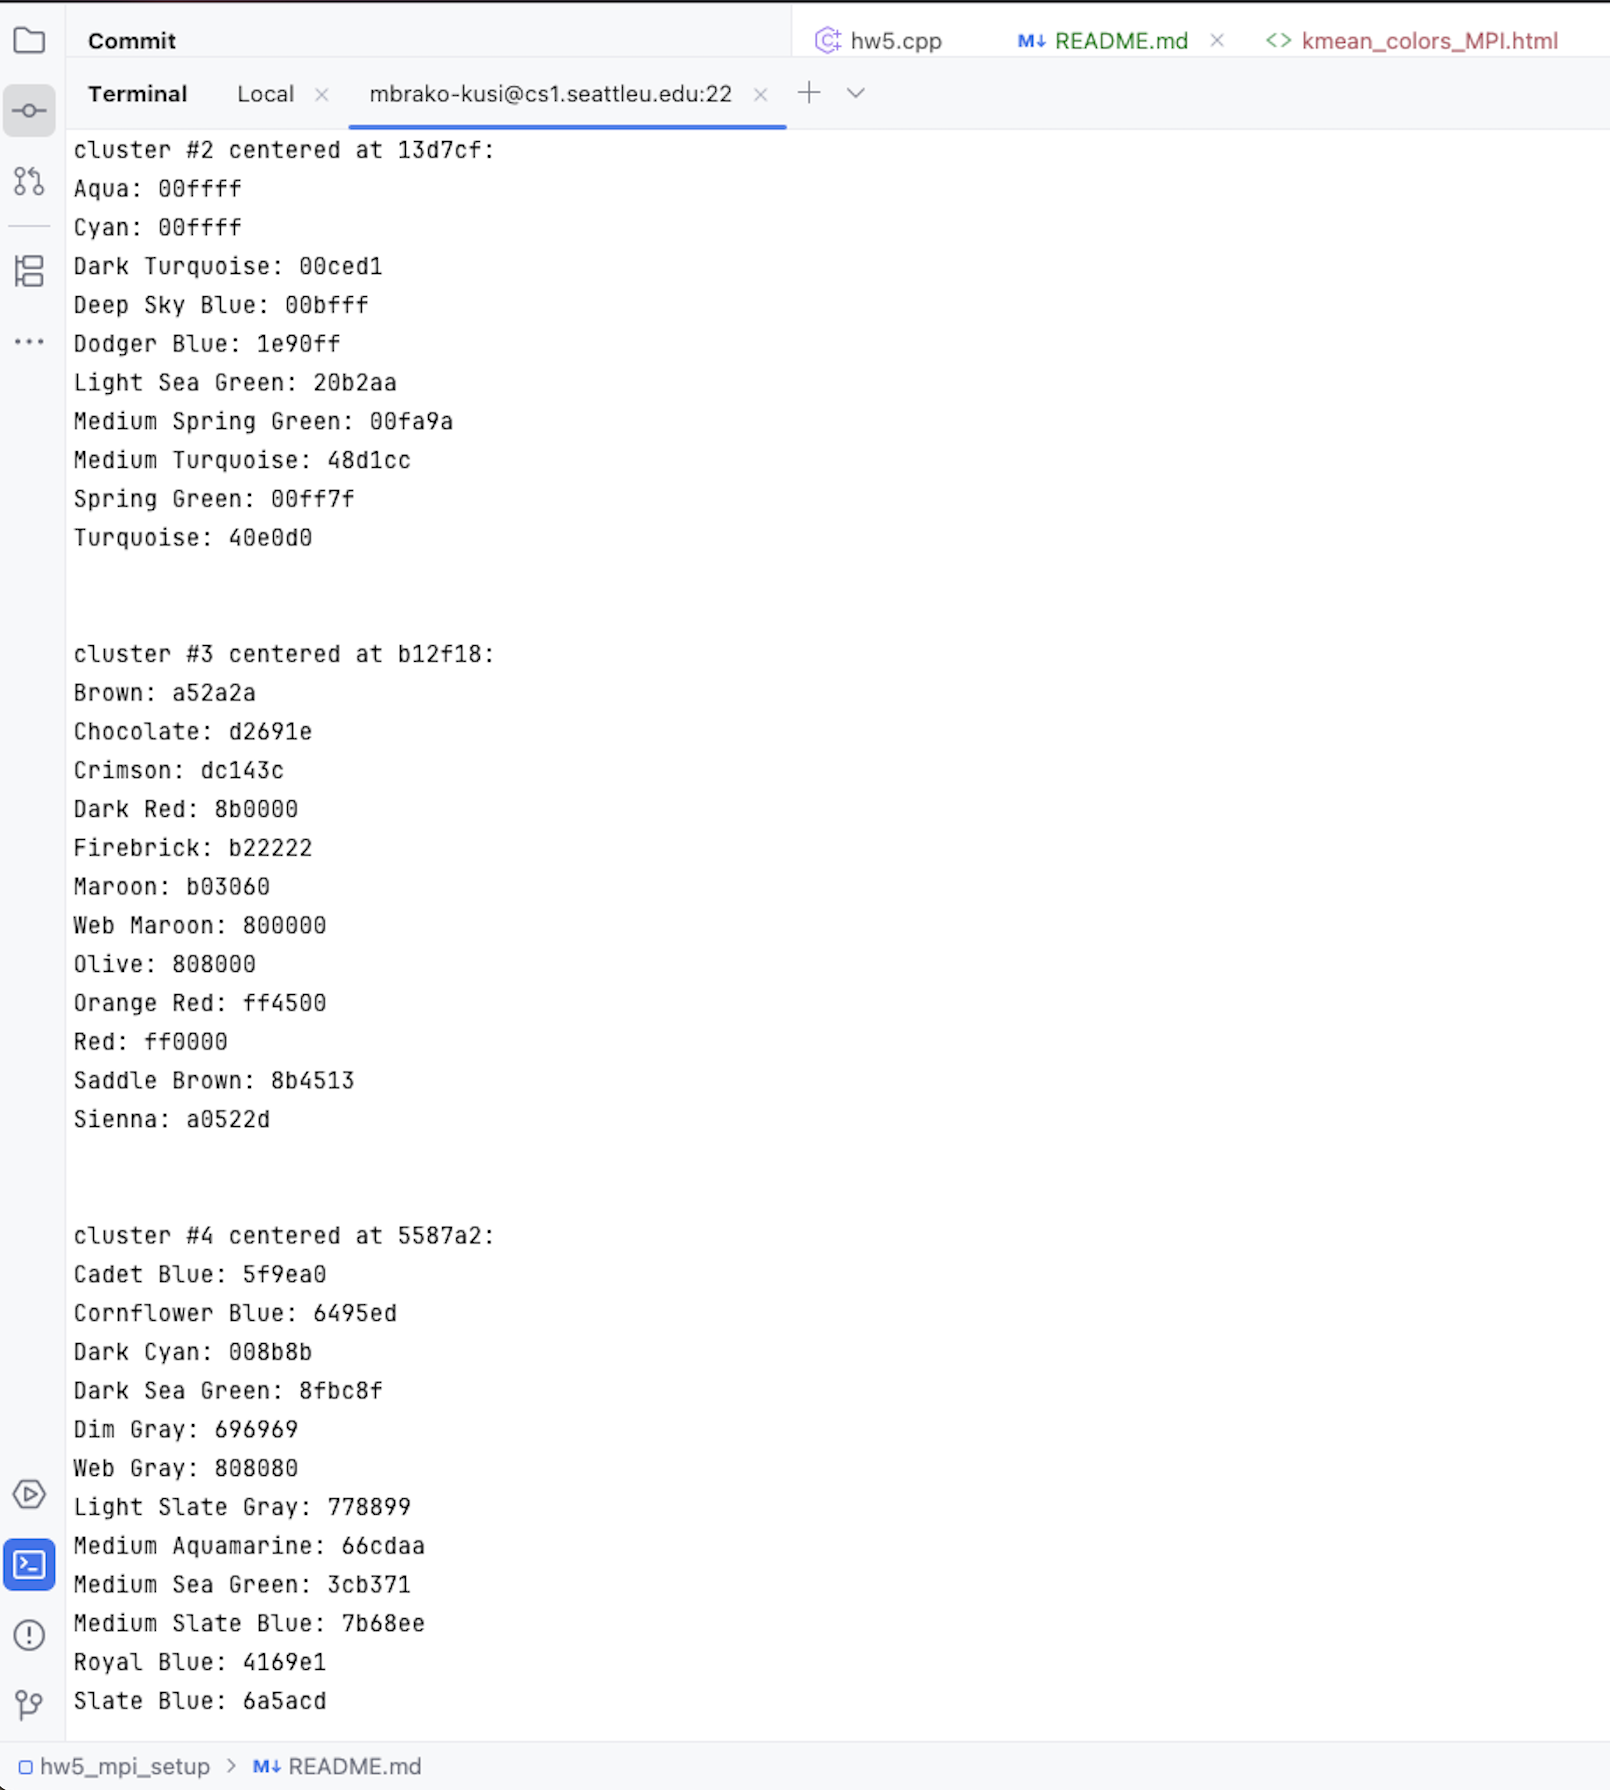 Commit
hw5.cpp
M↓ README.md
<> kmean_colors_MPI.html
Terminal
Local
mbrako-kusi@cs1.seattleu.edu:22
cluster #2 centered at 13d7cf:
Aqua: 00ffff
Cyan: 00ffff
Dark Turquoise: 00ced1
Deep Sky Blue: 00bfff
Dodger Blue: 1e90ff
Light Sea Green: 20b2aa
Medium Spring Green: 00fa9a
Medium Turquoise: 48d1cc
Spring Green: 00ff7f
Turquoise: 40e0d0
cluster #3 centered at b12f18:
Brown: a52a2a
Chocolate: d2691e
Crimson: dc143c
Dark Red: 8b0000
Firebrick: b22222
Maroon: b03060
Web Maroon: 800000
Olive: 808000
Orange Red: ff4500
Red: ff0000
Saddle Brown: 8b4513
Sienna: a0522d
cluster #4 centered at 5587a2:
Cadet Blue: 5f9ea0
Cornflower Blue: 6495ed
Dark Cyan: 008b8b
Dark Sea Green: 8fbc8f
Dim Gray: 696969
Web Gray: 808080
Light Slate Gray: 778899
Medium Aquamarine: 66cdaa
Medium Sea Green: 3cb371
Medium Slate Blue: 7b68ee
Royal Blue: 4169e1
Slate Blue: 6a5acd
hw5_mpi_setup > M↓ README.md